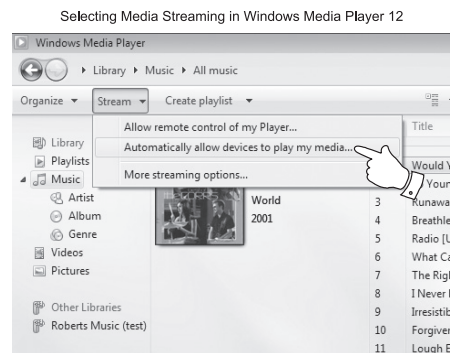 Selecting Media Streaming in Windows Media Player 12
Windows Media Player
Library ▸ Music ▸ All music
Organize Stream Create playlist
Allow remote control of my Player...
Automatically allow devices to play my media...
More streaming options...
Library
Playlists
Music
Artist
Album
Genre
Videos
Pictures
Other Libraries
Roberts Music (test)
World
2001
Title
Would
Your
3 Runawa
4 Breathle
5 Radio [U
6 What Ca
7 The Righ
8 I Never
9 Irresistib
10 Forgiven
11 Lough E